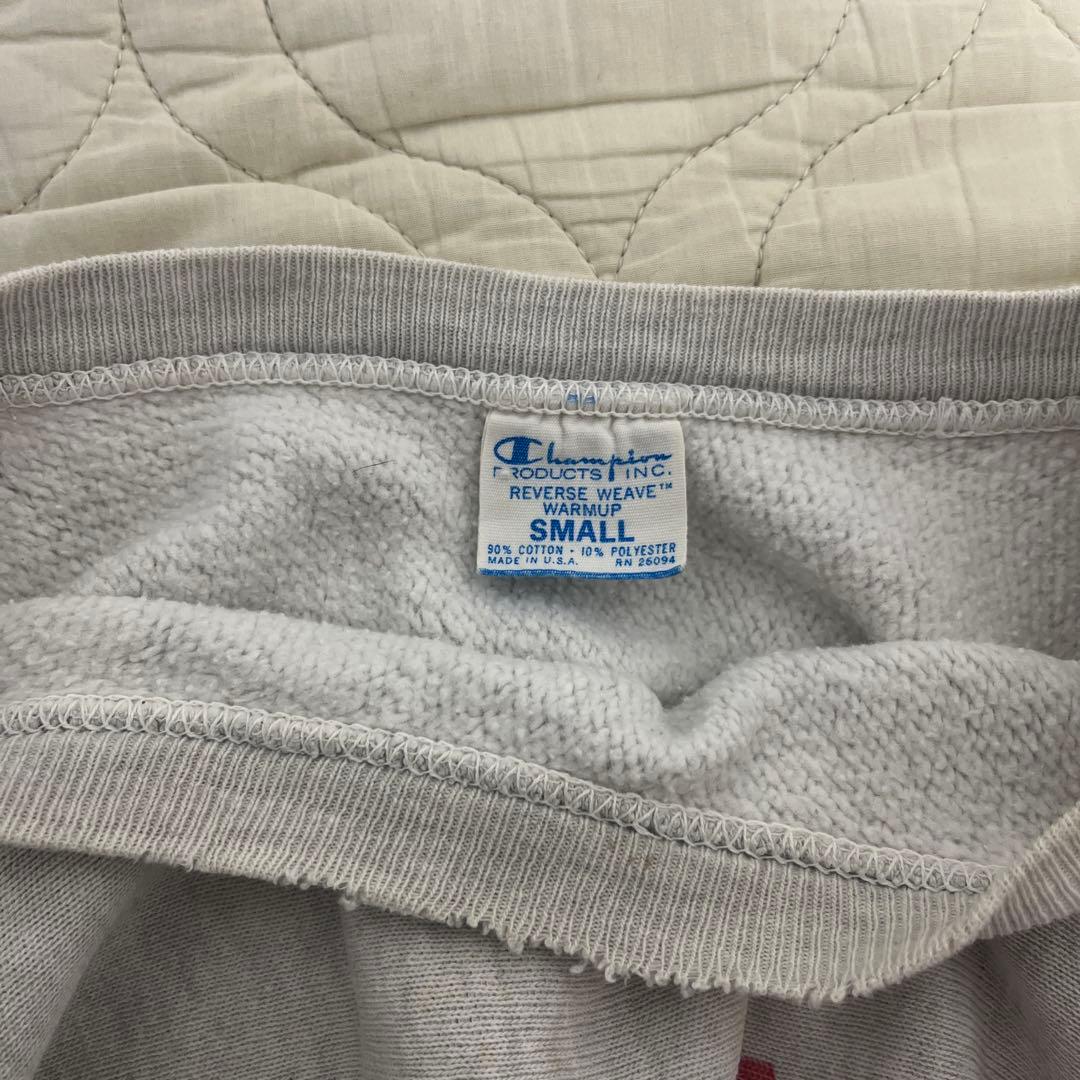 Champion
PRODUCTS INC.
REVERSE WEAVE™
WARMUP
SMALL
90% COTTON • 10% POLYESTER
MADE IN U.S.A. RN 26094